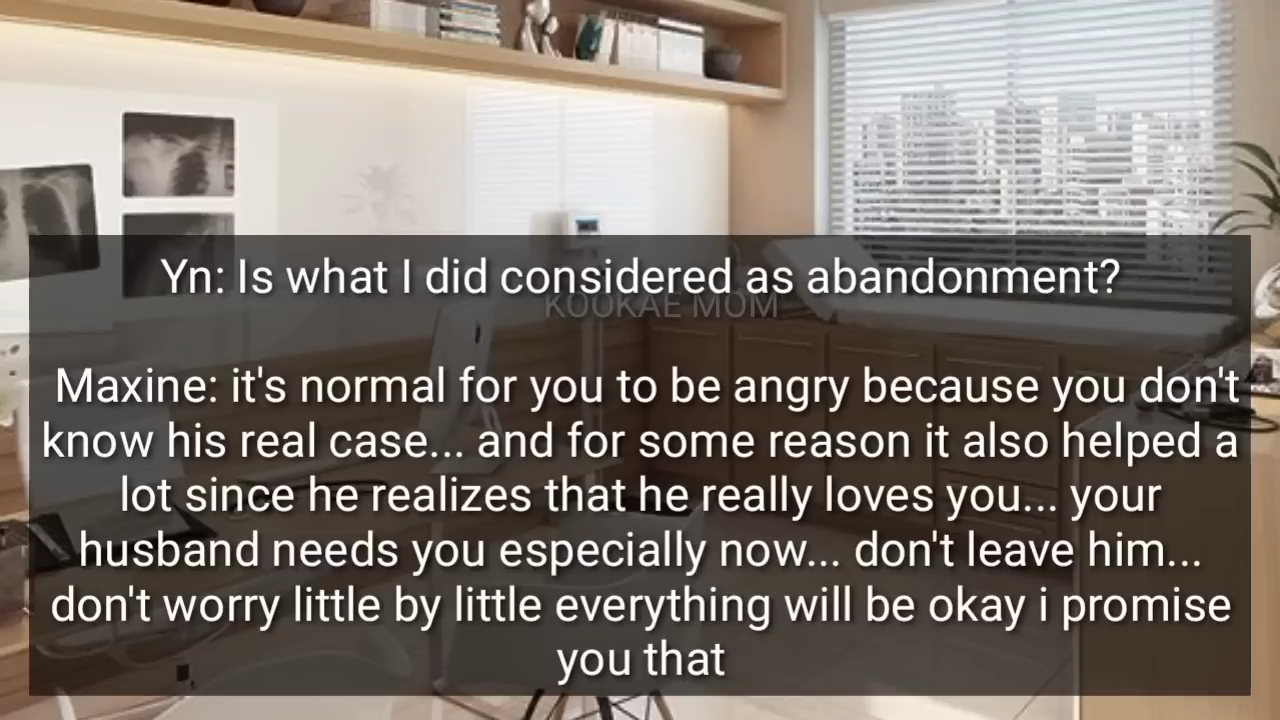 Yn: Is what I did considered as abandonment?
KOOKAE MOM
Maxine: it's normal for you to be angry because you don't
know his real case... and for some reason it also helped a
lot since he realizes that he really loves you... your
husband needs you especially now... don't leave him...
don't worry little by little everything will be okay i promise
you that